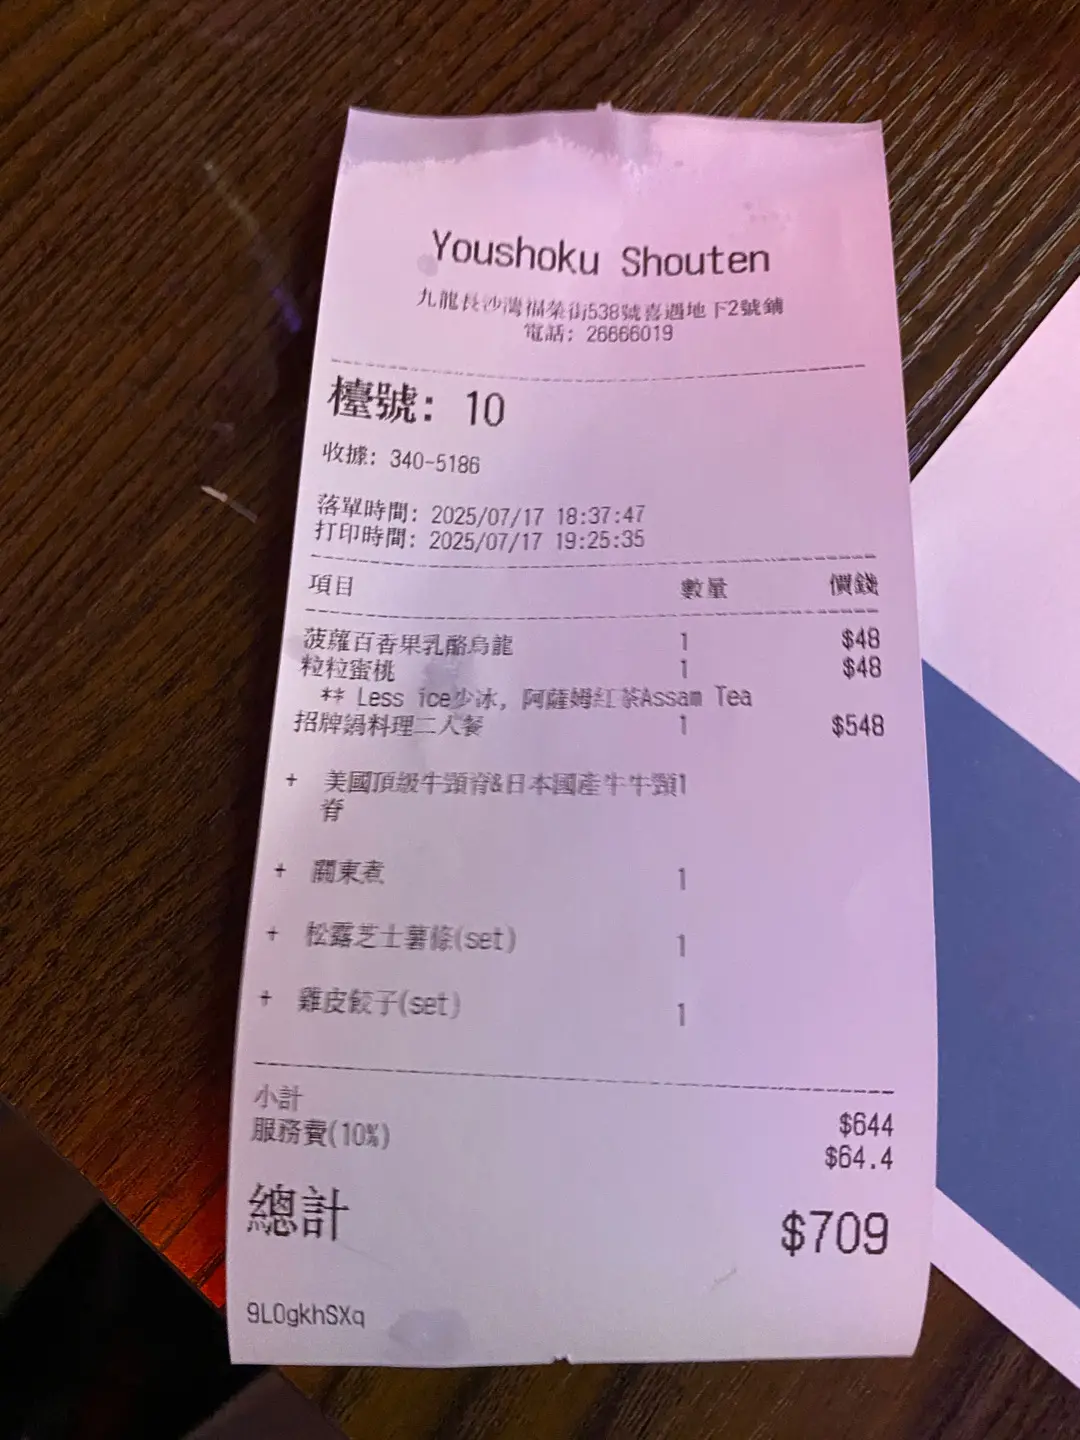 Youshoku Shouten
九龍長沙灣福榮街538號喜遇地下2號鋪
電話: 26666019
檯號: 10
收據: 340-5186
落單時間: 2025/07/17 18:37:47
打印時間: 2025/07/17 19:25:35
項目 數量 價錢
菠蘿百香果乳酪烏龍 1 $48
粒粒蜜桃 1 $48
** Less ice少冰, 阿薩姆紅茶Assam Tea
招牌鍋料理二人餐 1 $548
+ 美國頂級牛頸脊&日本國產牛牛頸1
脊
+ 關東煮 1
+ 松露芝士薯條(set) 1
+ 雞皮餃子(set) 1
小計 $644
服務費(10%) $64.4
總計 $709
9LOgkhSXq